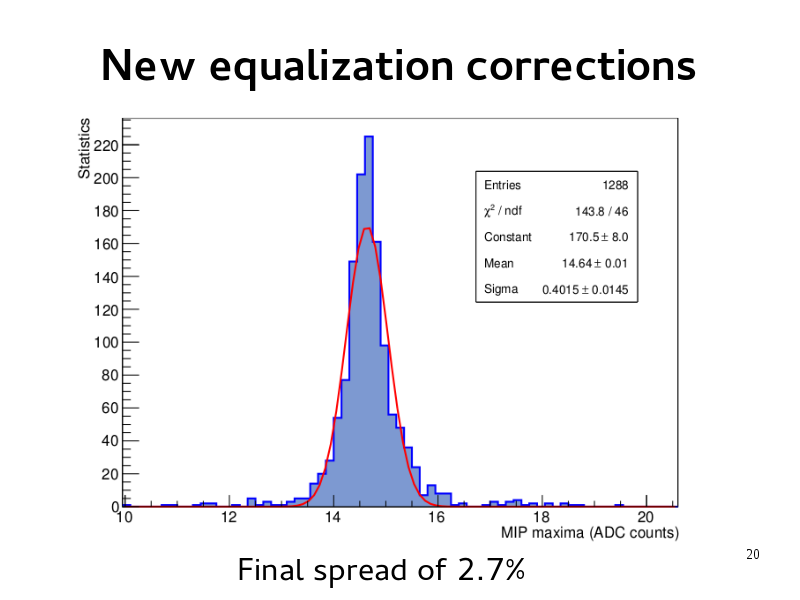 New equalization corrections
Statistics
220
200
180
160
140
120
100
80
60
40
20
0
Entries 1288
χ² / ndf 143.8 / 46
Constant 170.5 ± 8.0
Mean 14.64 ± 0.01
Sigma 0.4015 ± 0.0145
10 12 14 16 18 20
MIP maxima (ADC counts)
Final spread of 2.7%
20